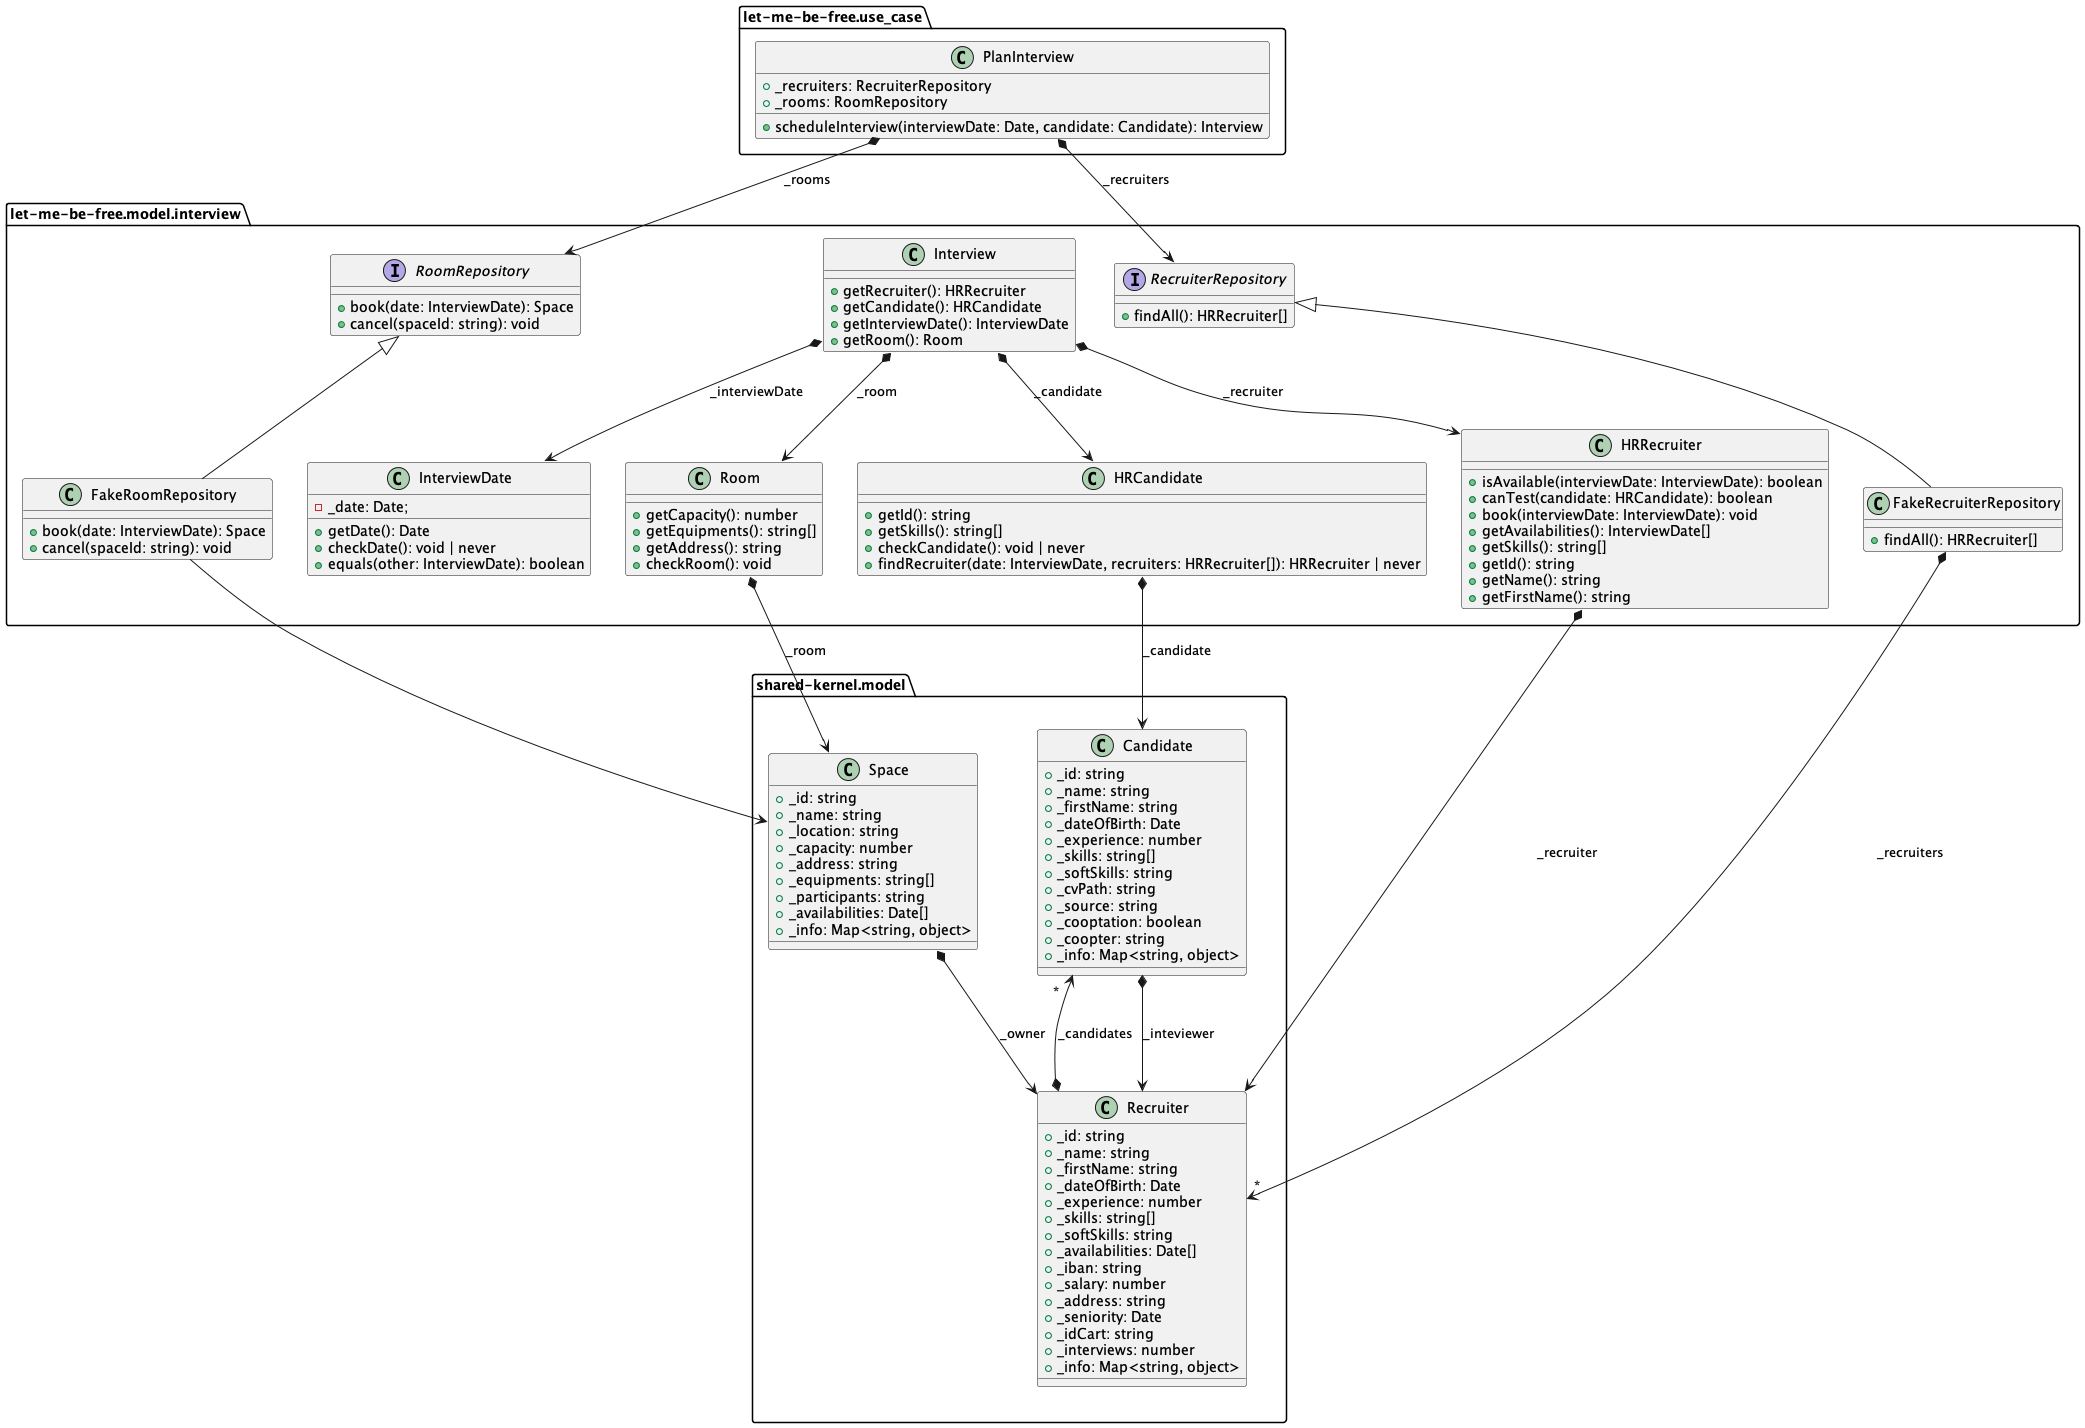 let-me-be-free.use_case
C PlanInterview
_recruiters: RecruiterRepository
_rooms: RoomRepository
scheduleInterview(interviewDate: Date, candidate: Candidate): Interview
_rooms
_recruiters
let-me-be-free.model.interview
I RoomRepository
book(date: InterviewDate): Space
cancel(spaceId: string): void
C Interview
getRecruiter(): HRRecruiter
getCandidate(): HRCandidate
getInterviewDate(): InterviewDate
getRoom(): Room
I RecruiterRepository
findAll(): HRRecruiter[]
_interviewDate
_room
_candidate
_recruiter
C FakeRoomRepository
book(date: InterviewDate): Space
cancel(spaceId: string): void
C InterviewDate
_date: Date;
getDate(): Date
checkDate(): void | never
equals(other: InterviewDate): boolean
C Room
getCapacity(): number
getEquipments(): string[]
getAddress(): string
checkRoom(): void
C HRCandidate
getId(): string
getSkills(): string[]
checkCandidate(): void | never
findRecruiter(date: InterviewDate, recruiters: HRRecruiter[]): HRRecruiter | never
C HRRecruiter
isAvailable(interviewDate: InterviewDate): boolean
canTest(candidate: HRCandidate): boolean
book(interviewDate: InterviewDate): void
getAvailabilities(): InterviewDate[]
getSkills(): string[]
getId(): string
getName(): string
getFirstName(): string
C FakeRecruiterRepository
findAll(): HRRecruiter[]
_room
_candidate
shared-kernel.model
C Space
_id: string
_name: string
_location: string
_capacity: number
_address: string
_equipments: string[]
_participants: string
_availabilities: Date[]
_info: Map<string, object>
C Candidate
_id: string
_name: string
_firstName: string
_dateOfBirth: Date
_experience: number
_skills: string[]
_softSkills: string
_cvPath: string
_source: string
_cooptation: boolean
_coopter: string
_info: Map<string, object>
_recruiter
_recruiters
*
_owner
_candidates
_inteviewer
C Recruiter
_id: string
_name: string
_firstName: string
_dateOfBirth: Date
_experience: number
_skills: string[]
_softSkills: string
_availabilities: Date[]
_iban: string
_salary: number
_address: string
_seniority: Date
_idCart: string
_interviews: number
_info: Map<string, object>
*